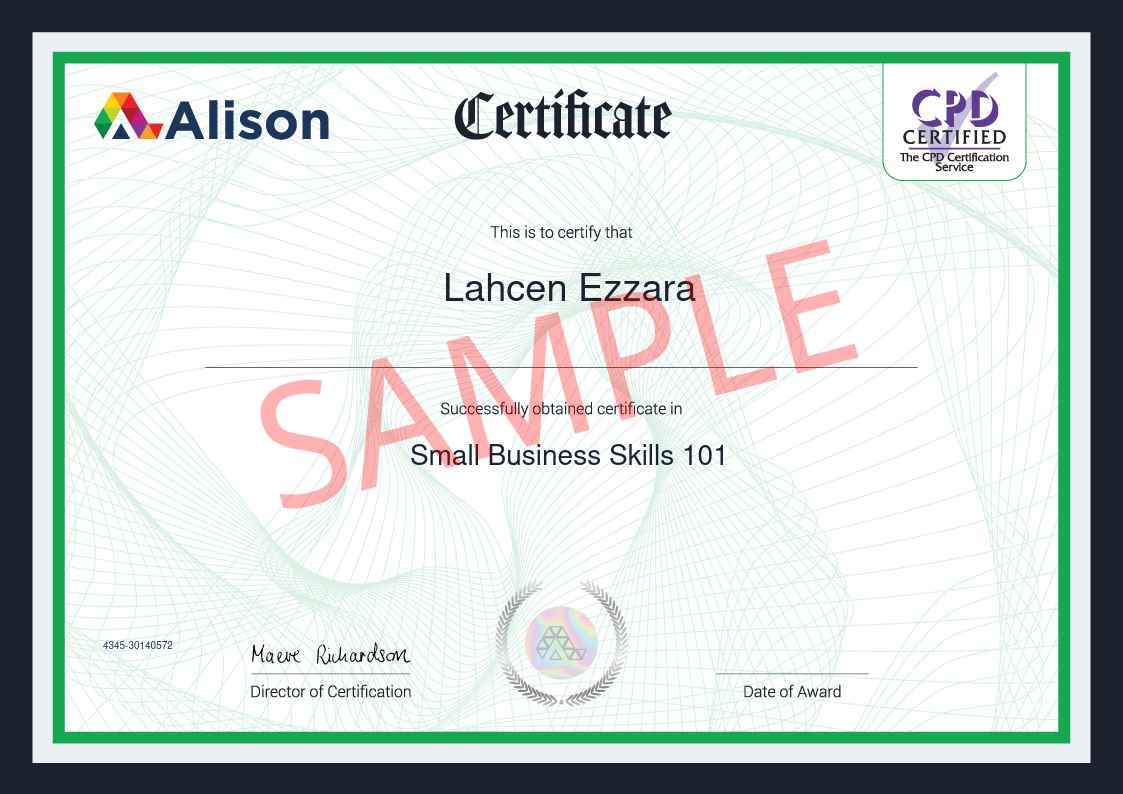 Alison
Certificate
CPD
CERTIFIED
The CPD Certification
Service
This is to certify that
Lahcen Ezzara
SAMPLE
Successfully obtained certificate in
Small Business Skills 101
4345-30140572
Maeve Richardson
Director of Certification
Date of Award